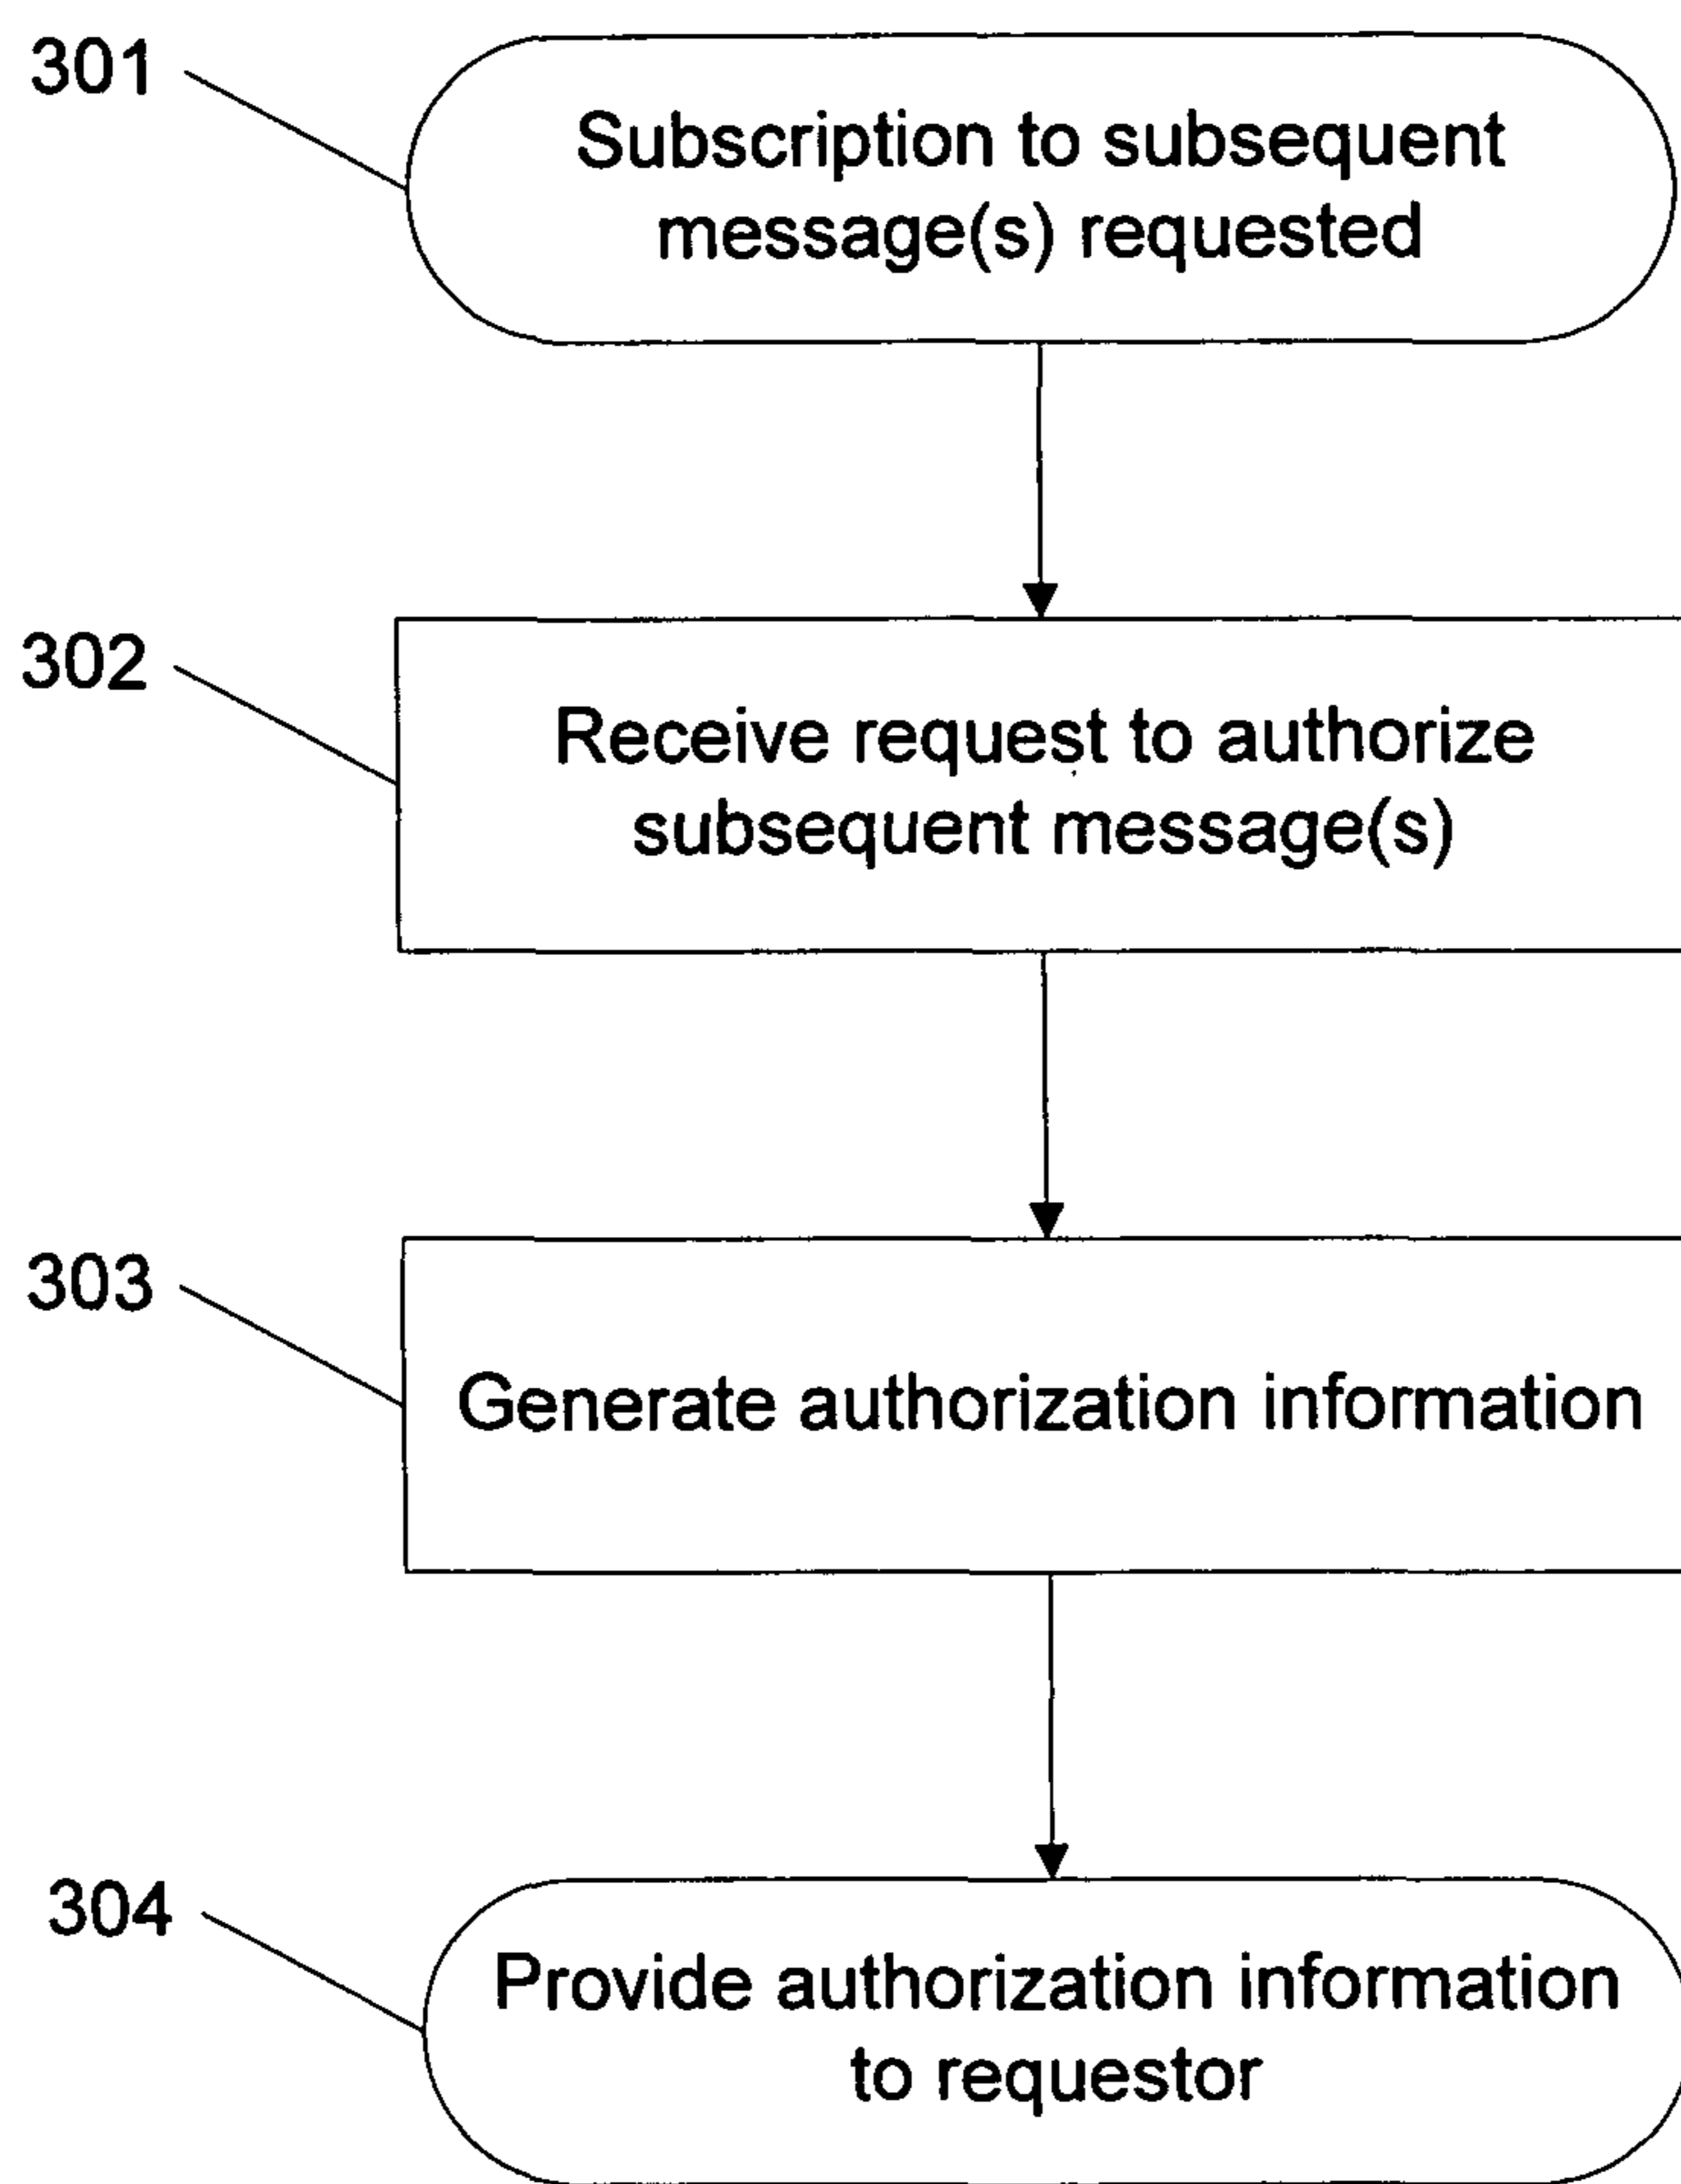 301
Subscription to subsequent
message(s) requested
302
Receive request to authorize
subsequent message(s)
303
Generate authorization information
304
Provide authorization information
to requestor